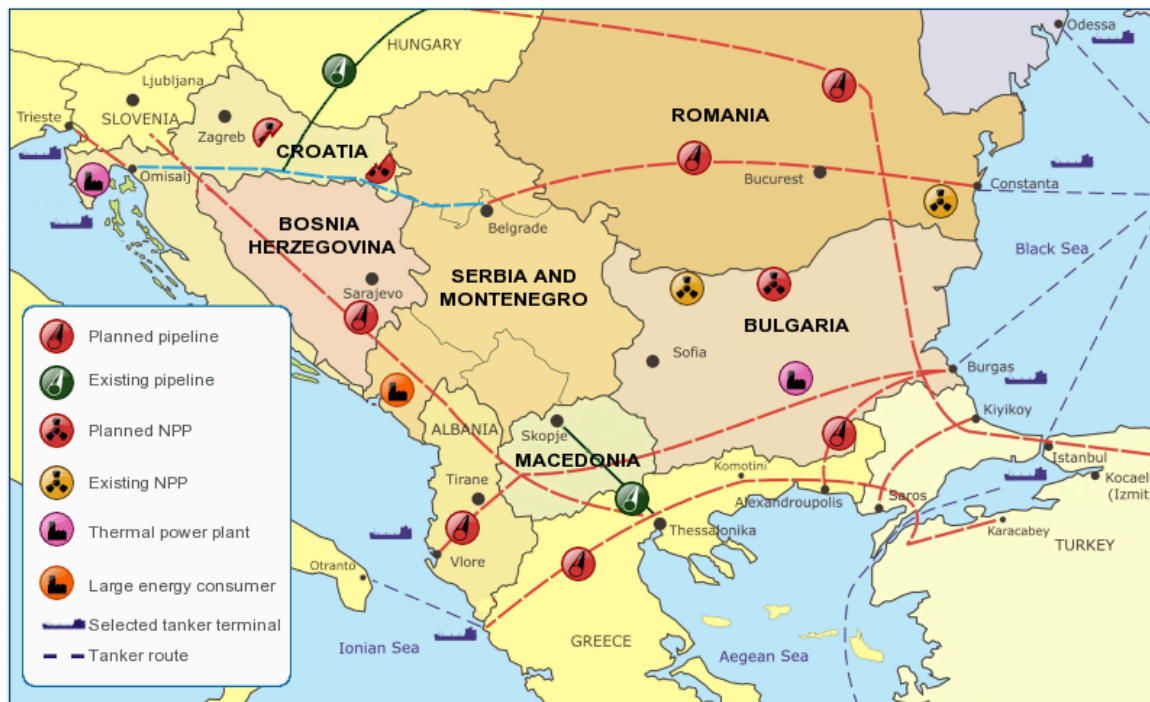 Odessa
HUNGARY
Ljubljana
Trieste
SLOVENIA
Zagreb
ROMANIA
CROATIA
Omisalj
Bucurest
Constanta
BOSNIA
HERZEGOVINA
Belgrade
Black Sea
SERBIA AND
MONTENEGRO
Sarajevo
BULGARIA
Sofia
Burgas
Kiyikoy
ALBANIA
Skopje
MACEDONIA
Istanbul
Komotini
Kocaeli
(Izmit)
Tirane
Alexandroupolis
Saros
Thessalonika
Karacabey
TURKEY
Vlore
Otranto
Ionian Sea
GREECE
Aegean Sea
Planned pipeline
Existing pipeline
Planned NPP
Existing NPP
Thermal power plant
Large energy consumer
Selected tanker terminal
Tanker route